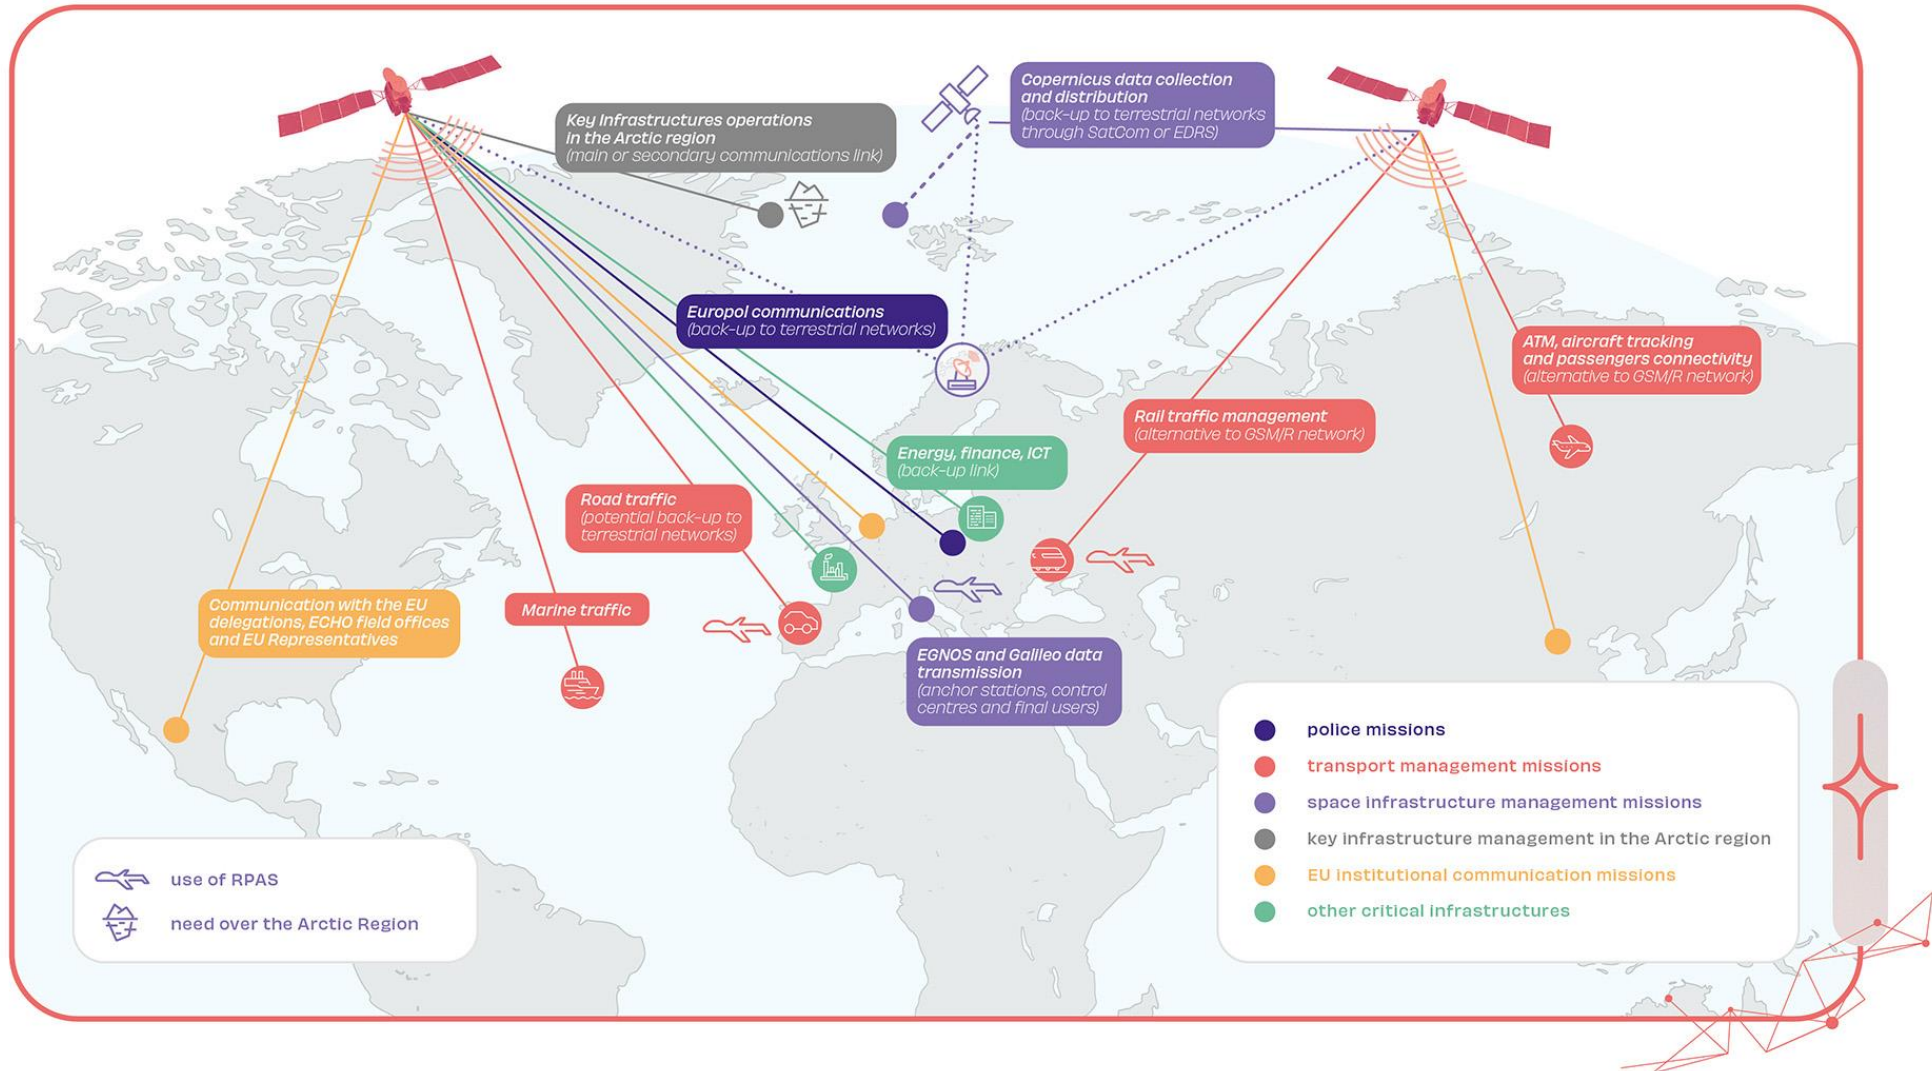 Key Infrastructures operations
in the Arctic region
(main or secondary communications link)
Copernicus data collection
and distribution
(back-up to terrestrial networks
through SatCom or EDRS)
Europol communications
(back-up to terrestrial networks)
ATM, aircraft tracking
and passengers connectivity
(alternative to GSM/R network)
Rail traffic management
(alternative to GSM/R network)
Energy, finance, ICT
(back-up link)
Road traffic
(potential back-up to
terrestrial networks)
Communication with the EU
delegations, ECHO field offices
and EU Representatives
Marine traffic
EGNOS and Galileo data
transmission
(anchor stations, control
centres and final users)
police missions
transport management missions
space infrastructure management missions
key infrastructure management in the Arctic region
EU institutional communication missions
other critical infrastructures
use of RPAS
need over the Arctic Region